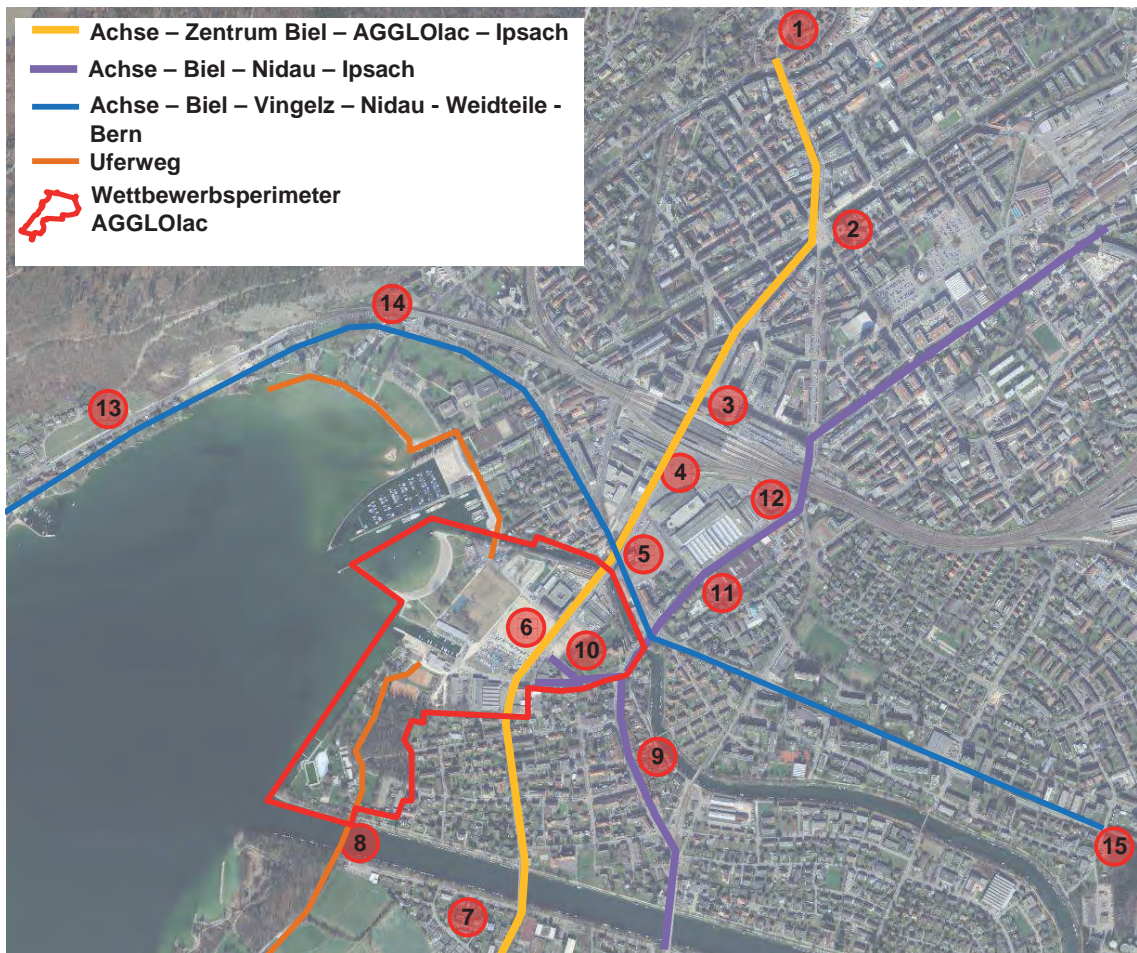 Achse – Zentrum Biel – AGGLOlac – Ipsach
Achse – Biel – Nidau – Ipsach
Achse – Biel – Vingelz – Nidau - Weidteile -
Bern
Uferweg
Wettbewerbsperimeter
AGGLOlac
1
2
14
13
3
4
12
5
11
6
10
9
8
15
7